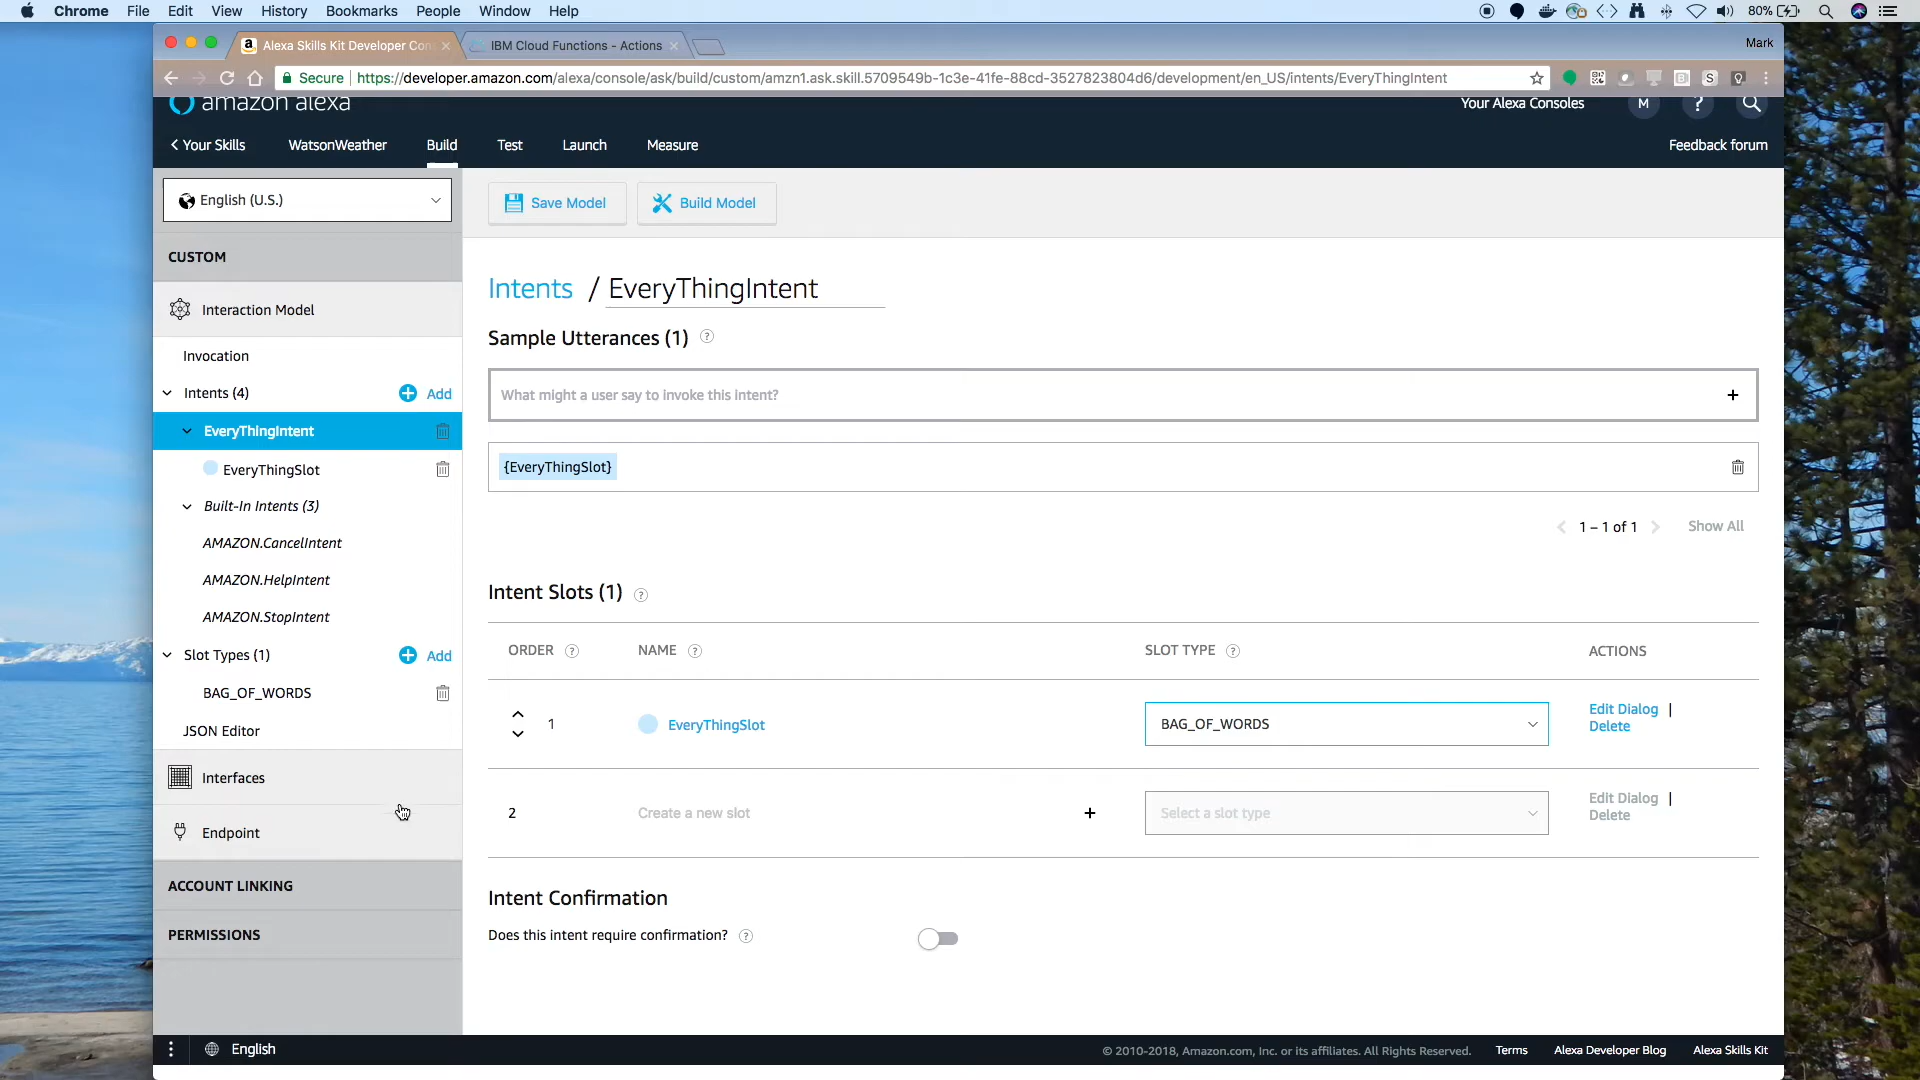 Chrome File Edit View History Bookmarks People Window Help 80%
Alexa Skills Kit Developer Con IBM Cloud Functions - Actions Mark
Secure https://developer.amazon.com/alexa/console/ask/build/custom/amzn1.ask.skill.5709549b-1c3e-41fe-88cd-3527823804d6/development/en_US/intents/EveryThingIntent
amazon alexa Your Alexa Consoles M ?
Your Skills WatsonWeather Build Test Launch Measure Feedback forum
English (U.S.) Save Model Build Model
CUSTOM
Intents / EveryThingIntent
Interaction Model
Sample Utterances (1) ?
Invocation
Intents (4) Add
What might a user say to invoke this intent? +
EveryThingIntent
EveryThingSlot
{EveryThingSlot}
Built-In Intents (3)
1 – 1 of 1 Show All
AMAZON.CancelIntent
AMAZON.HelpIntent
Intent Slots (1) ?
AMAZON.StopIntent
Slot Types (1) Add
ORDER ? NAME ? SLOT TYPE ? ACTIONS
BAG_OF_WORDS
JSON Editor
1 EveryThingSlot BAG_OF_WORDS Edit Dialog |
Delete
Interfaces
2 Create a new slot + Select a slot type Edit Dialog |
Delete
Endpoint
ACCOUNT LINKING
Intent Confirmation
PERMISSIONS
Does this intent require confirmation? ?
English © 2010-2018, Amazon.com, Inc. or its affiliates. All Rights Reserved. Terms Alexa Developer Blog Alexa Skills Kit